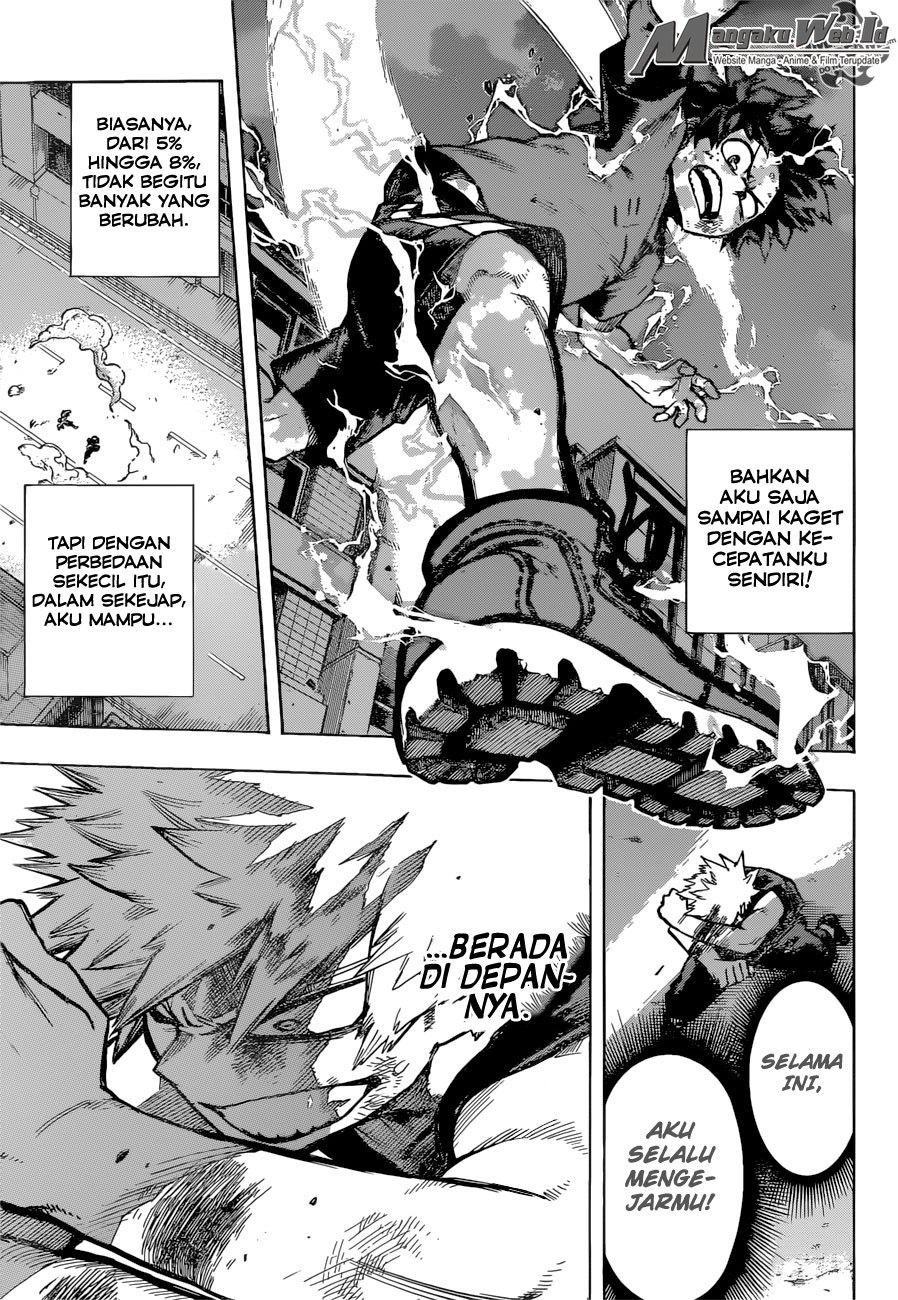 Mangaku Web.Id
Website Manga - Anime & Film Terupdate
BAHKAN
AKU SAJA
SAMPAI KAGET
DENGAN KE-
CEPATANKU
SENDIRI!
BIASANYA,
DARI 5%
HINGGA 8%,
TIDAK BEGITU
BANYAK YANG
BERUBAH.
TAPI DENGAN
PERBEDAAN
SEKECIL ITU,
DALAM SEKEJAP,
AKU MAMPU...
SELAMA
INI,
AKU
SELALU
MENGE-
JARMU!
...BERADA
DI DEPAN-
NYA.